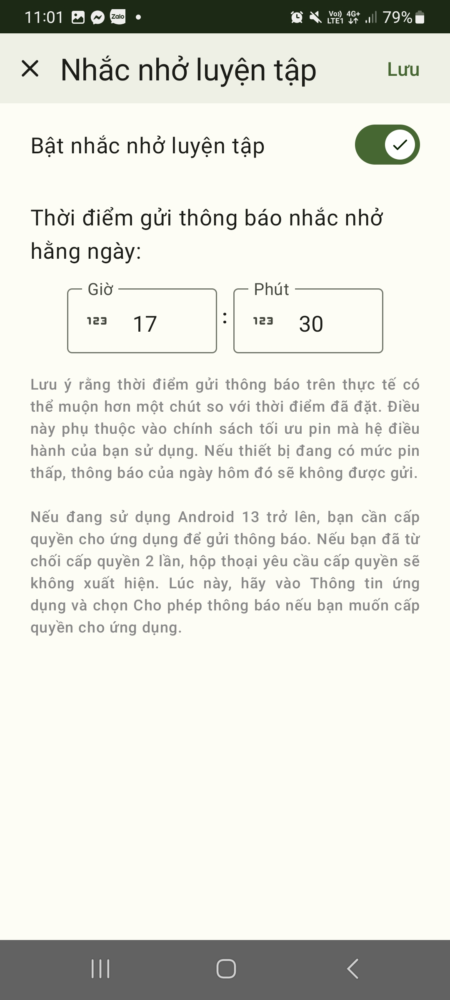 11:01 Zalo Vo)) LTE1 4G+ 79%
Nhắc nhở luyện tập Lưu
Bật nhắc nhở luyện tập
Thời điểm gửi thông báo nhắc nhở
hằng ngày:
Giờ Phút
123 17 : 123 30
Lưu ý rằng thời điểm gửi thông báo trên thực tế có
thể muộn hơn một chút so với thời điểm đã đặt. Điều
này phụ thuộc vào chính sách tối ưu pin mà hệ điều
hành của bạn sử dụng. Nếu thiết bị đang có mức pin
thấp, thông báo của ngày hôm đó sẽ không được gửi.
Nếu đang sử dụng Android 13 trở lên, bạn cần cấp
quyền cho ứng dụng để gửi thông báo. Nếu bạn đã từ
chối cấp quyền 2 lần, hộp thoại yêu cầu cấp quyền sẽ
không xuất hiện. Lúc này, hãy vào Thông tin ứng
dụng và chọn Cho phép thông báo nếu bạn muốn cấp
quyền cho ứng dụng.